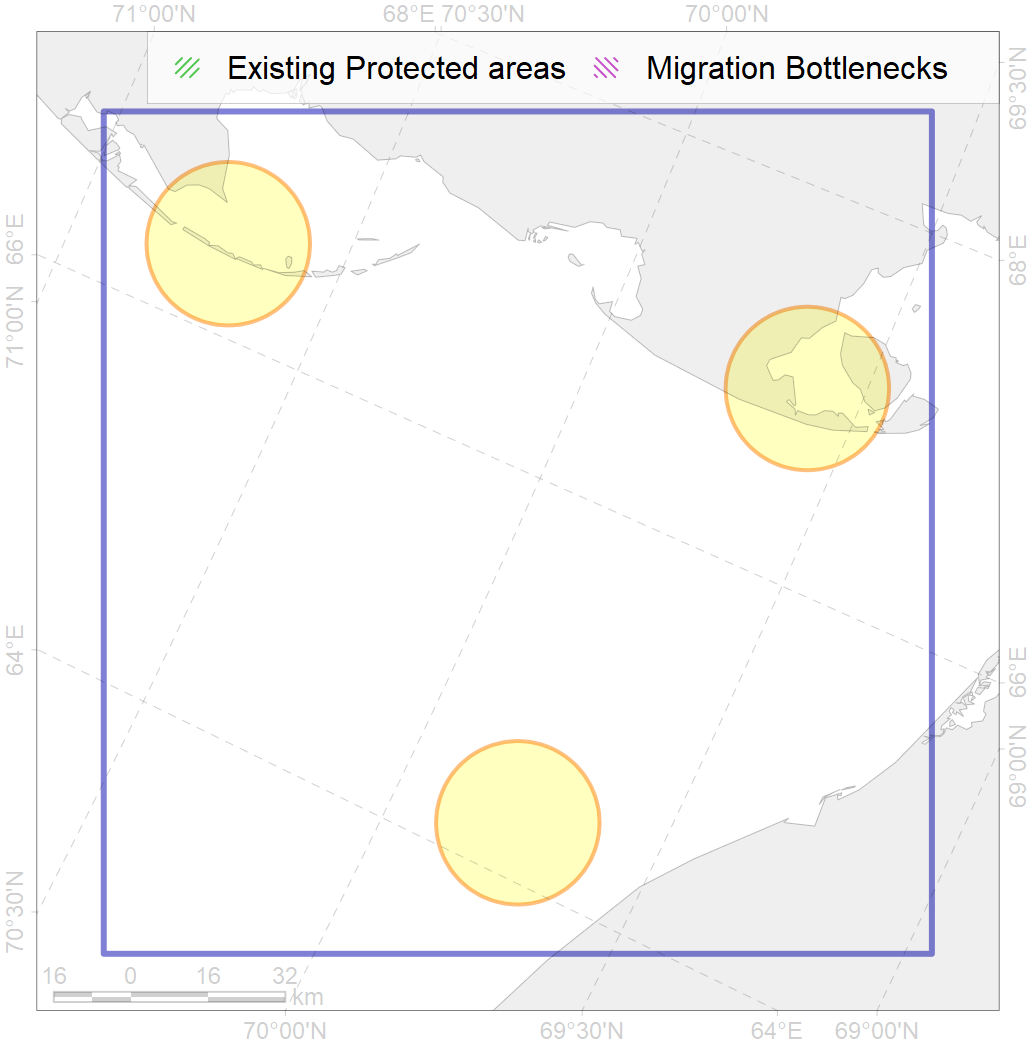 71°00'N 68°E 70°30'N 70°00'N
Existing Protected areas Migration Bottlenecks
69°30'N
66°E
68°E
71°00'N
64°E
66°E
69°00'N
70°30'N
16 0 16 32
km
70°00'N 69°30'N 64°E 69°00'N